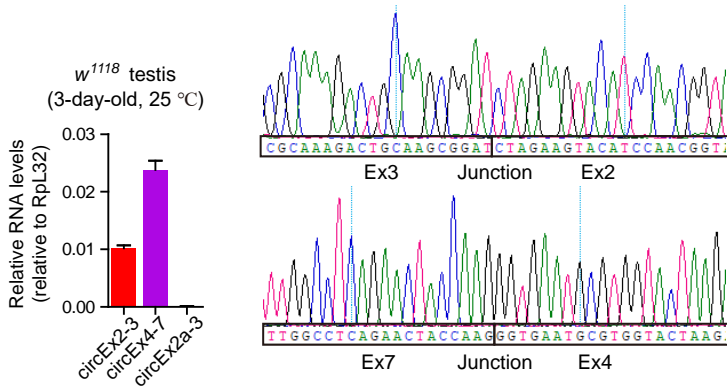 w1118 testis
(3-day-old, 25 ℃)
Relative RNA levels
(relative to RpL32)
0.03
0.02
0.01
0.00
circEx2-3
circEx4-7
circEx2a-3
CGCAAAGACTGCAAGCGGATCTAGAAGTACATCCAACGGTA
Ex3 Junction Ex2
TTGGCCTCAGAACTACCAAGGGTGAATGCGTGGTACTAAGA
Ex7 Junction Ex4